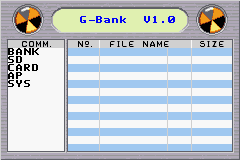 G-Bank V1.0
COMM. Nº. FILE NAME SIZE
BANK
SD
CARD
AP
SYS